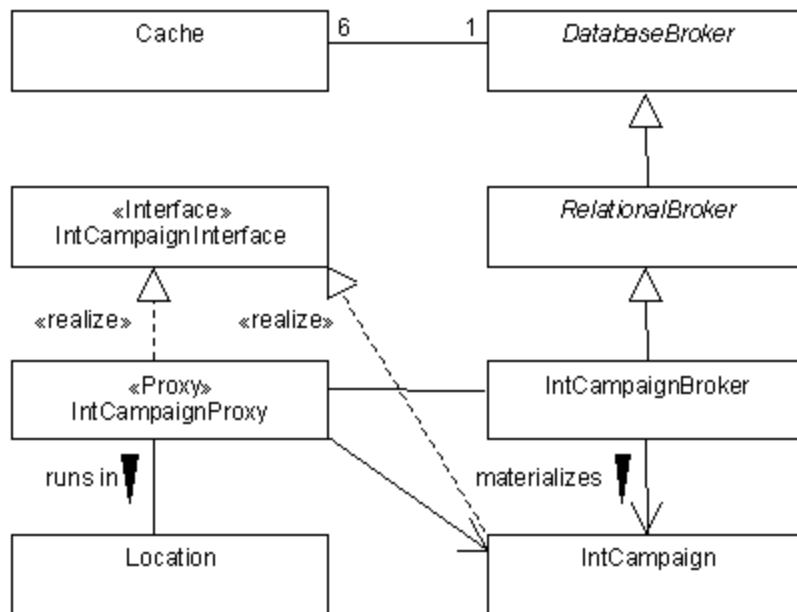 Cache
6
1
DatabaseBroker
«Interface»
IntCampaignInterface
RelationalBroker
«realize»
«realize»
«Proxy»
IntCampaignProxy
IntCampaignBroker
runs in
materializes
Location
IntCampaign